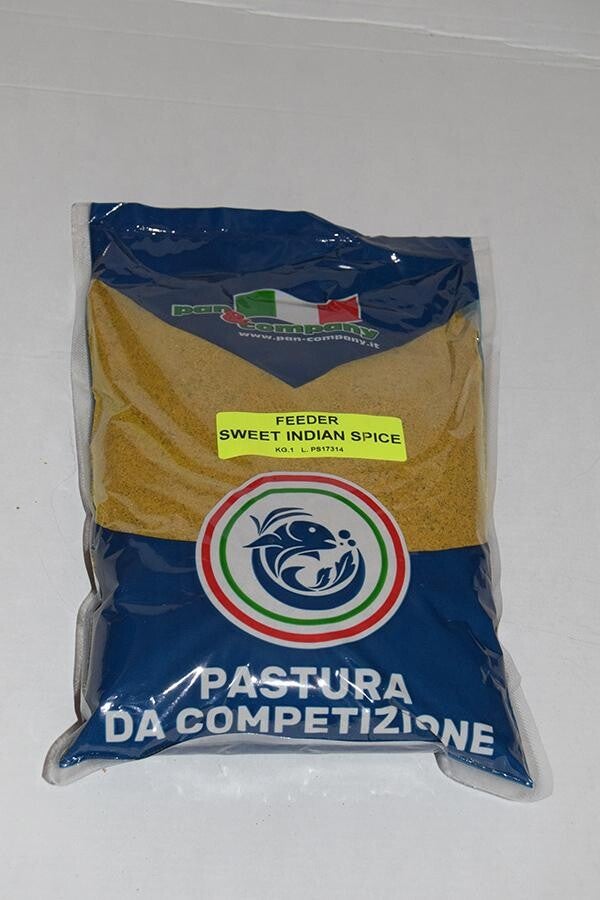 pan&company
www.pan-company.it
FEEDER
SWEET INDIAN SPICE
KG.1 L. PS17314
PASTURA
DA COMPETIZIONE